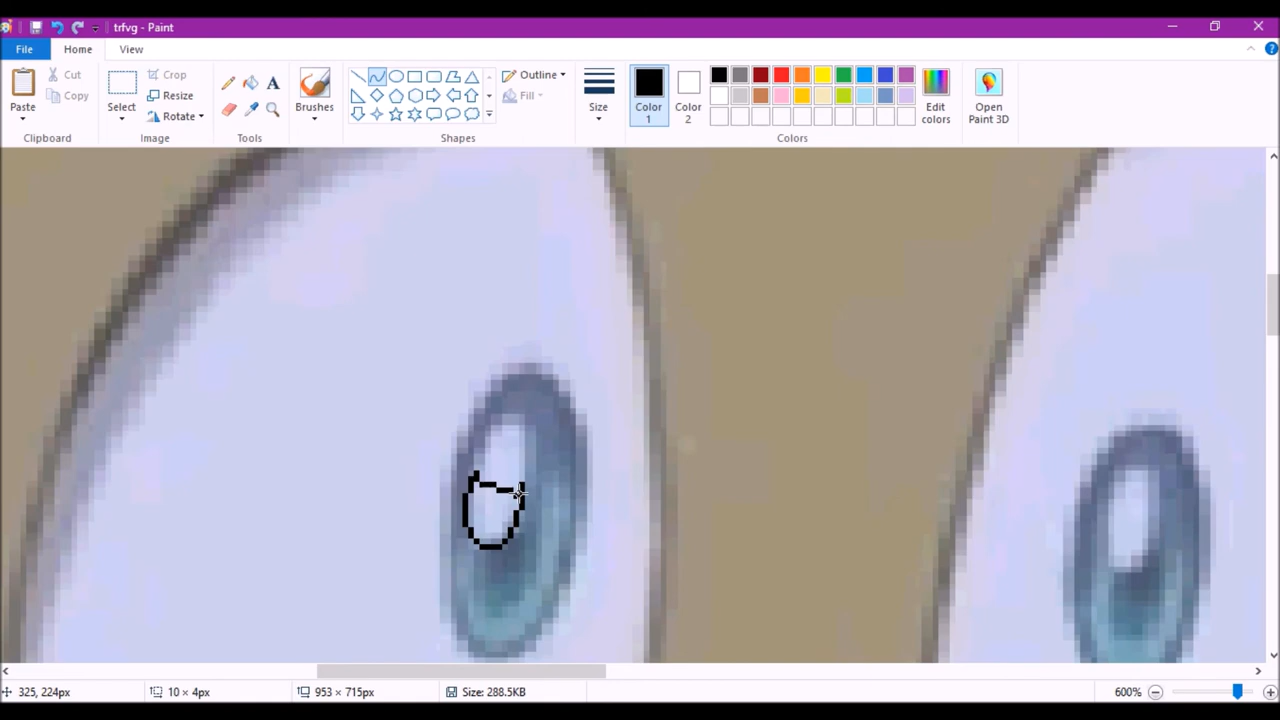 trfvg - Paint
File Home View
Paste
Cut
Copy
Clipboard
Select
Crop
Resize
Rotate
Image
Tools
Brushes
Shapes
Outline
Fill
Size
Color 1
Color 2
Edit colors
Colors
Open Paint 3D
325, 224px
10 × 4px
953 × 715px
Size: 288.5KB
600%